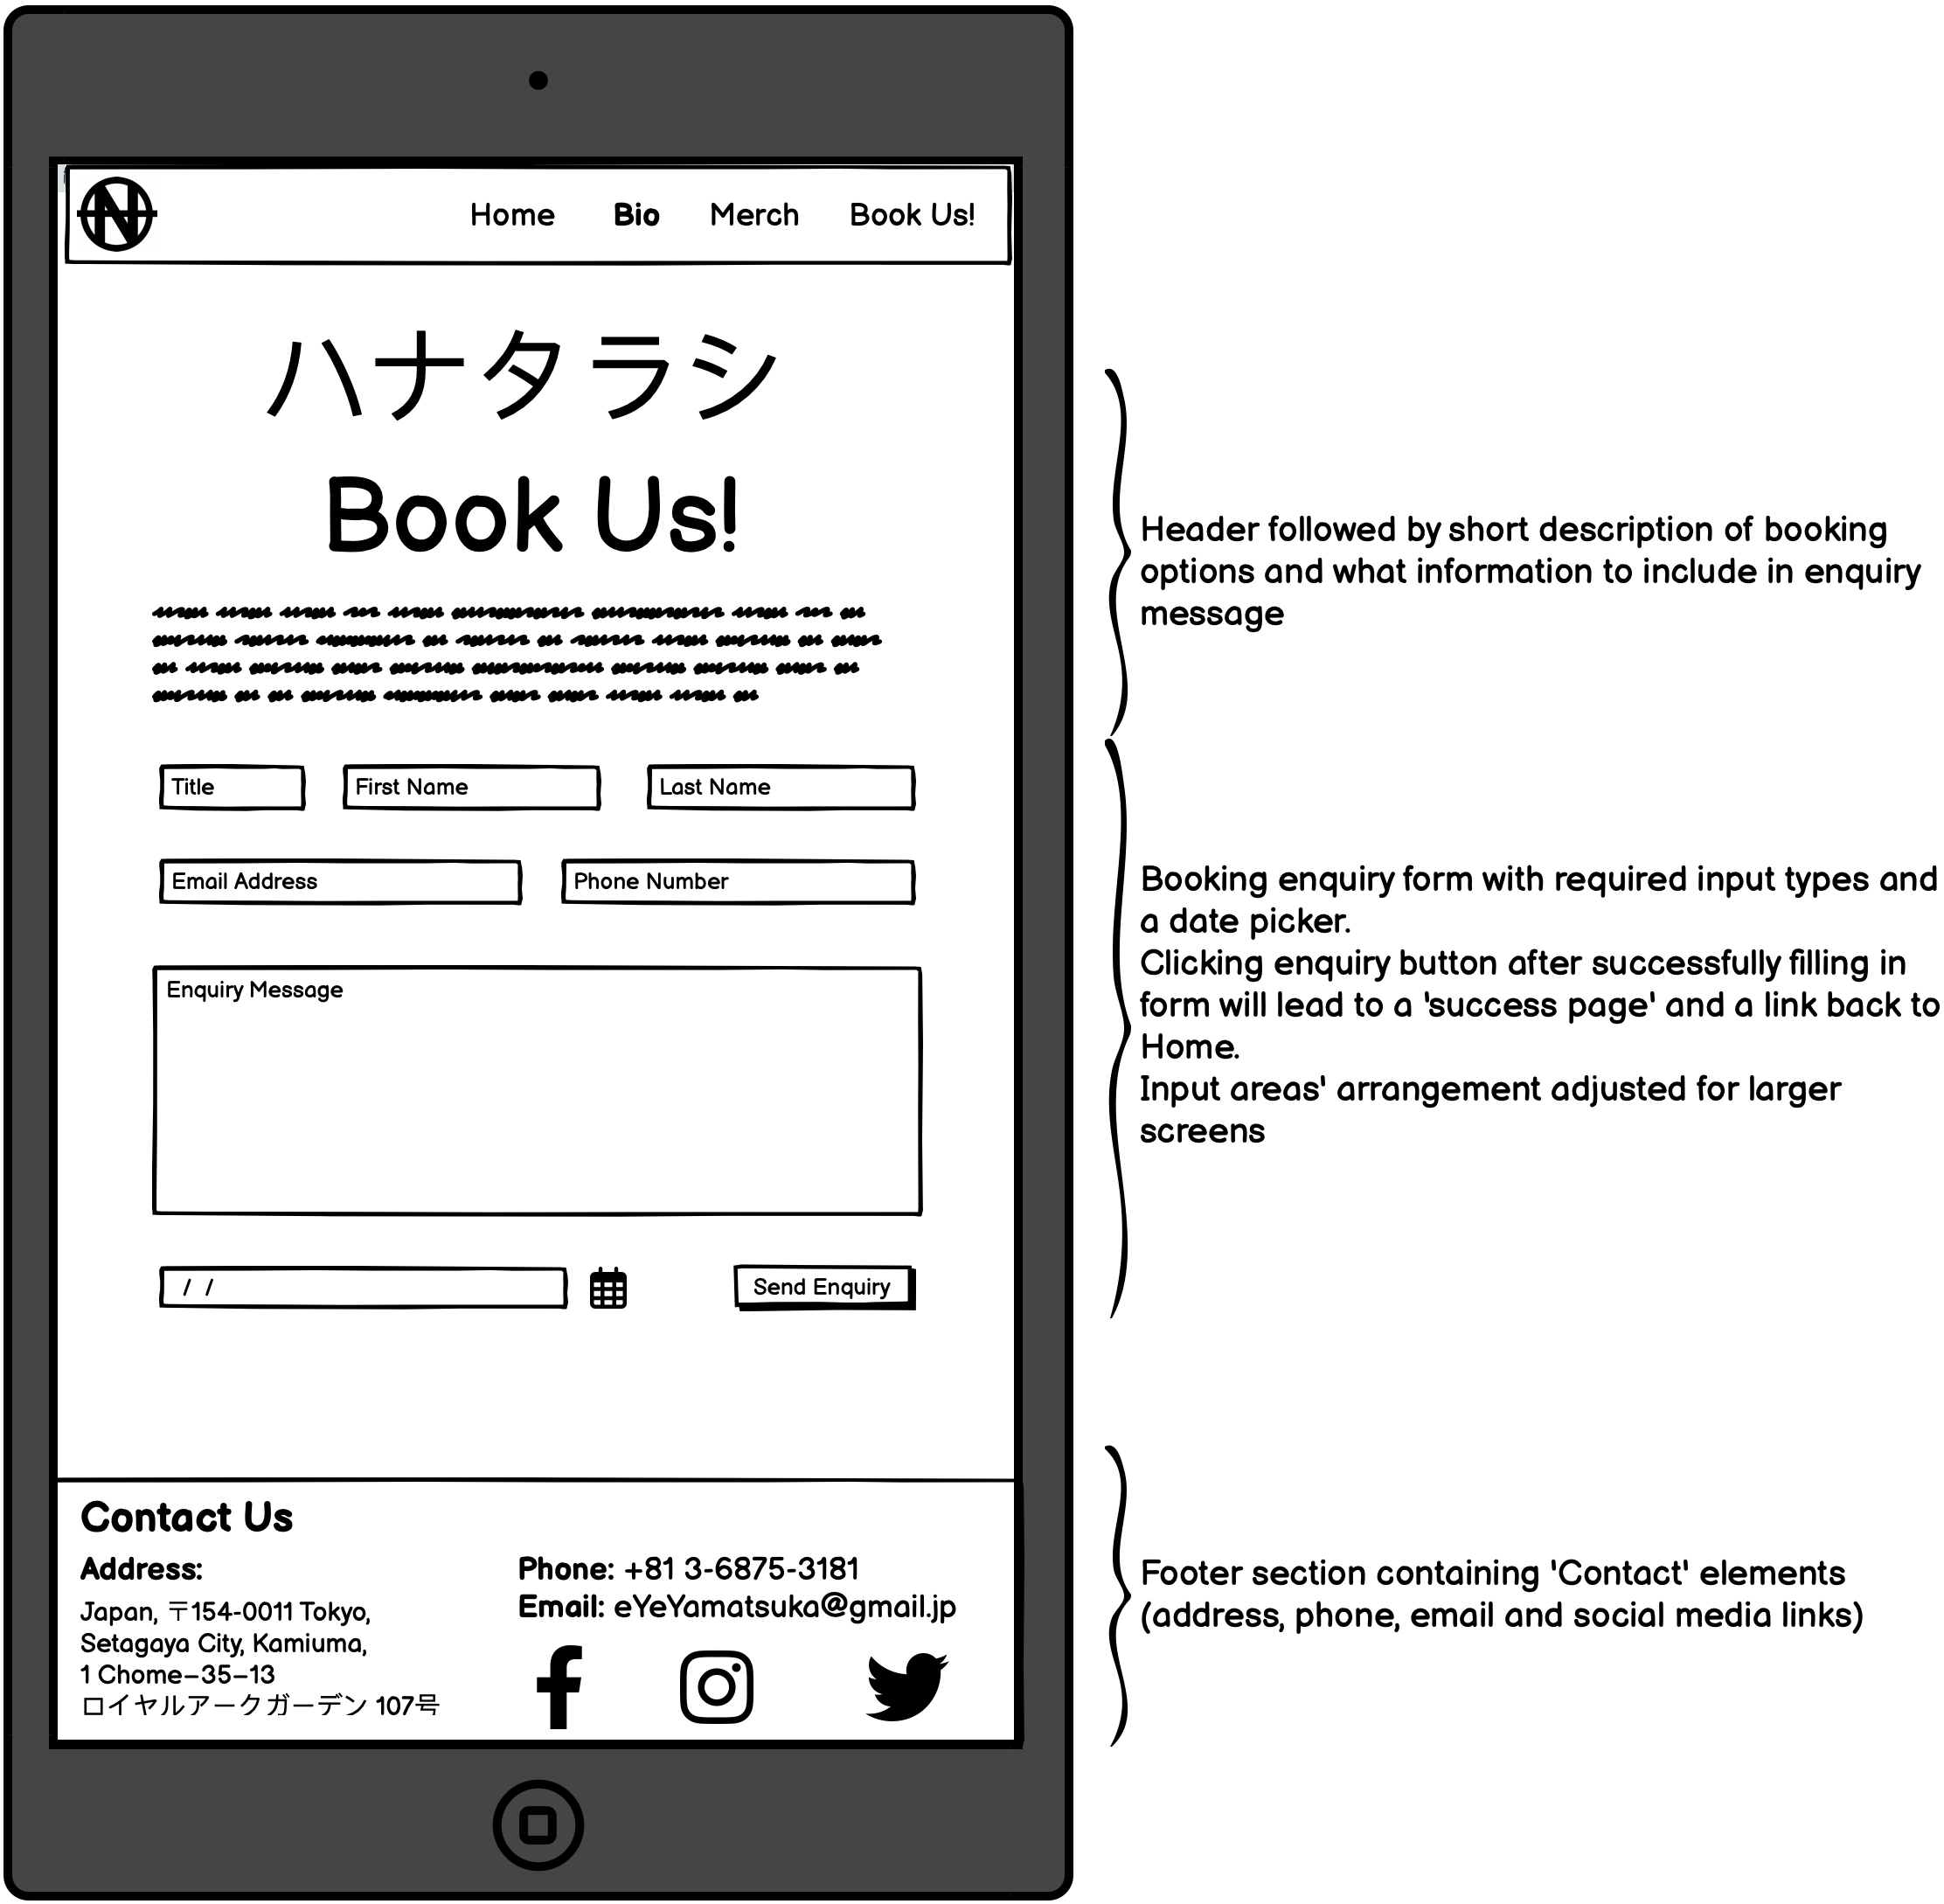 Home Bio Merch Book Us!
ハナタラシ
Book Us!
Title First Name Last Name
Email Address Phone Number
Enquiry Message
/ /
Send Enquiry
Contact Us
Address:
Japan, 〒154-0011 Tokyo,
Setagaya City, Kamiuma,
1 Chome−35−13
ロイヤルアークガーデン 107号
Phone: +81 3-6875-3181
Email: eYeYamatsuka@gmail.jp
Header followed by short description of booking
options and what information to include in enquiry
message
Booking enquiry form with required input types and
a date picker.
Clicking enquiry button after successfully filling in
form will lead to a 'success page' and a link back to
Home.
Input areas' arrangement adjusted for larger
screens
Footer section containing 'Contact' elements
(address, phone, email and social media links)